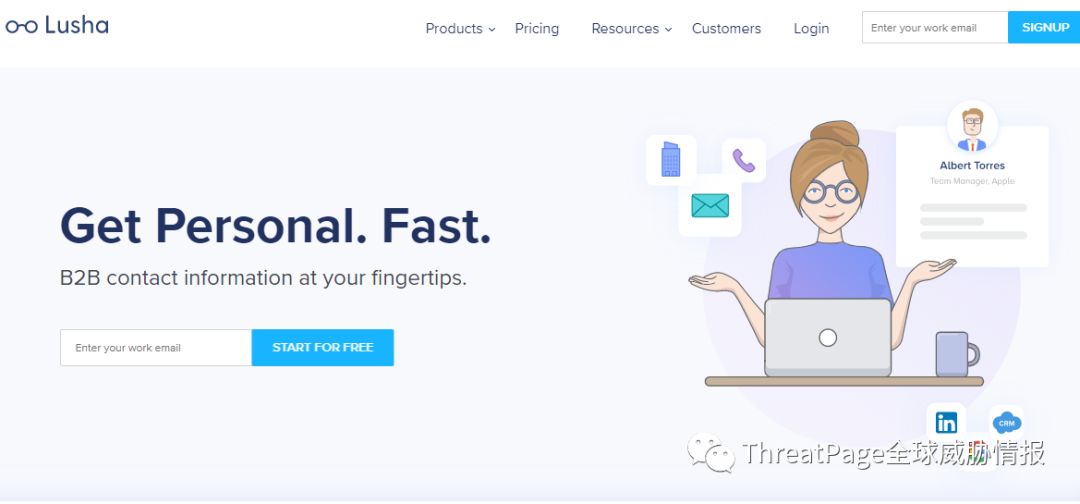 Lusha
Products
Pricing
Resources
Customers
Login
Enter your work email
SIGNUP
Get Personal. Fast.
B2B contact information at your fingertips.
Enter your work email
START FOR FREE
Albert Torres
Team Manager, Apple
in
CRM
ThreatPage全球威胁情报